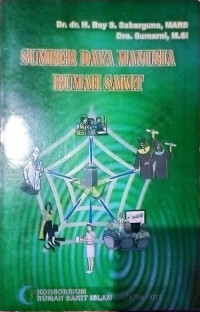 Dr. dr. H. Boy S. Sabarguna, MARS
Dra. Sumarni, M.Si
SUMBER DAYA MANUSIA
RUMAH SAKIT
KONSORSIUM
RUMAH SAKIT ISLAM